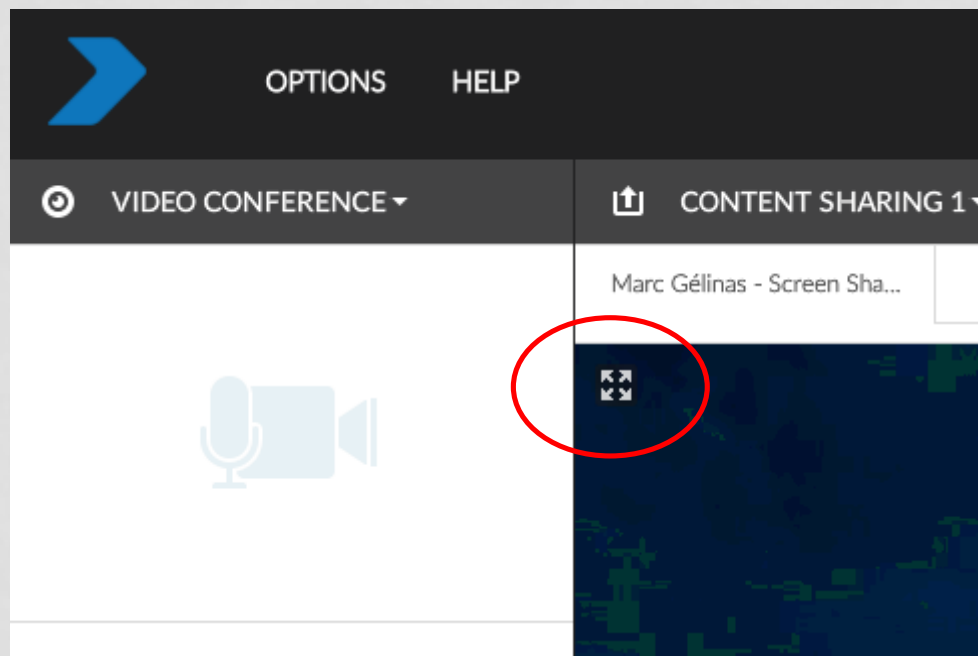 OPTIONS HELP
VIDEO CONFERENCE
CONTENT SHARING 1
Marc Gélinas - Screen Sha...